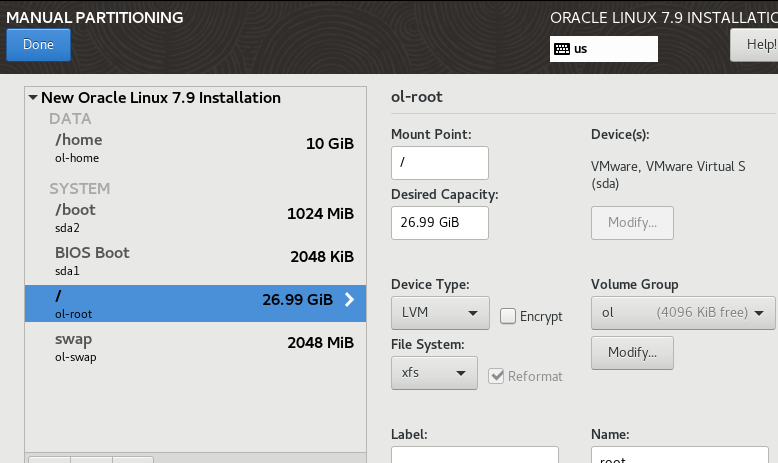 MANUAL PARTITIONING
ORACLE LINUX 7.9 INSTALLATIO
Done
us
Help!
New Oracle Linux 7.9 Installation
DATA
/home
10 GiB
ol-home
SYSTEM
/boot
1024 MiB
sda2
BIOS Boot
2048 KiB
sda1
/
26.99 GiB
ol-root
swap
2048 MiB
ol-swap
ol-root
Mount Point:
/
Desired Capacity:
26.99 GiB
Device(s):
VMware, VMware Virtual S
(sda)
Modify...
Device Type:
LVM
Encrypt
Volume Group
ol (4096 KiB free)
File System:
xfs
Reformat
Modify...
Label:
Name:
root